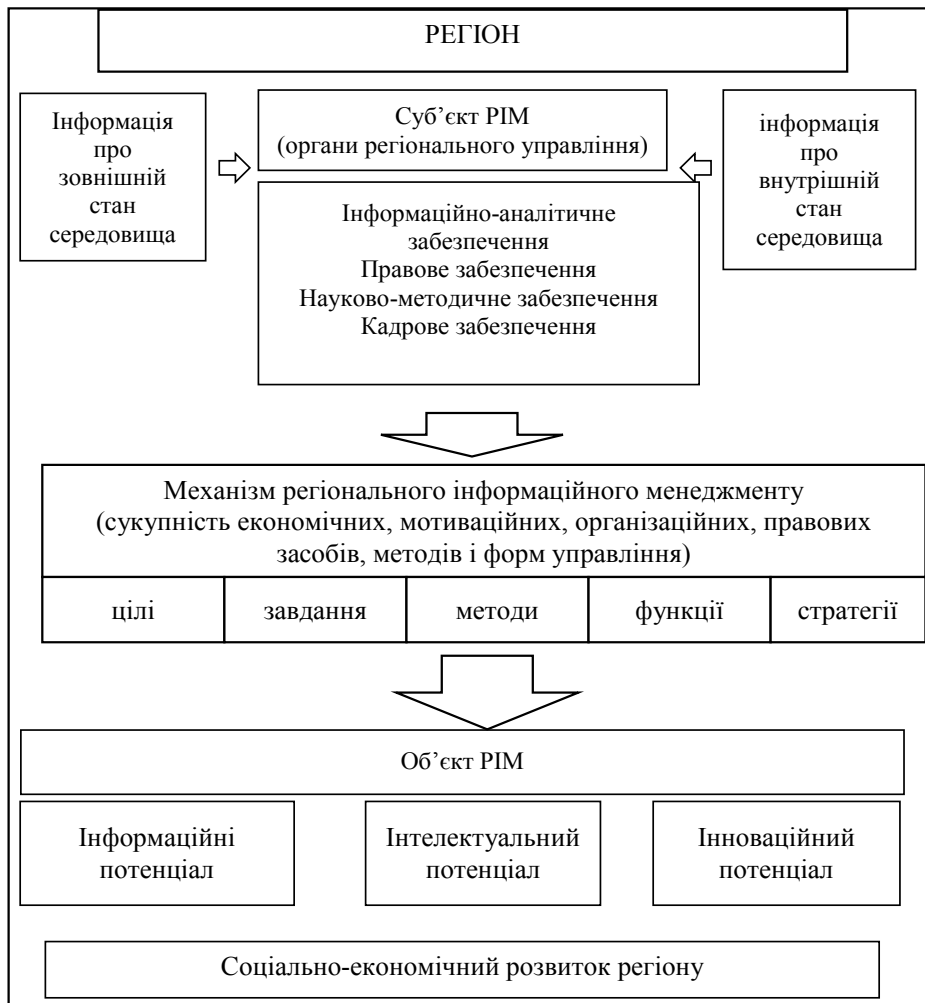 РЕГІОН
Інформація
про
зовнішній
стан
середовища
Суб’єкт РІМ
(органи регіонального управління)
інформація
про
внутрішній
стан
середовища
Інформаційно-аналітичне
забезпечення
Правове забезпечення
Науково-методичне забезпечення
Кадрове забезпечення
Механізм регіонального інформаційного менеджменту
(сукупність економічних, мотиваційних, організаційних, правових
засобів, методів і форм управління)
цілі завдання методи функції стратегії
Об’єкт РІМ
Інформаційні
потенціал
Інтелектуальний
потенціал
Інноваційний
потенціал
Соціально-економічний розвиток регіону